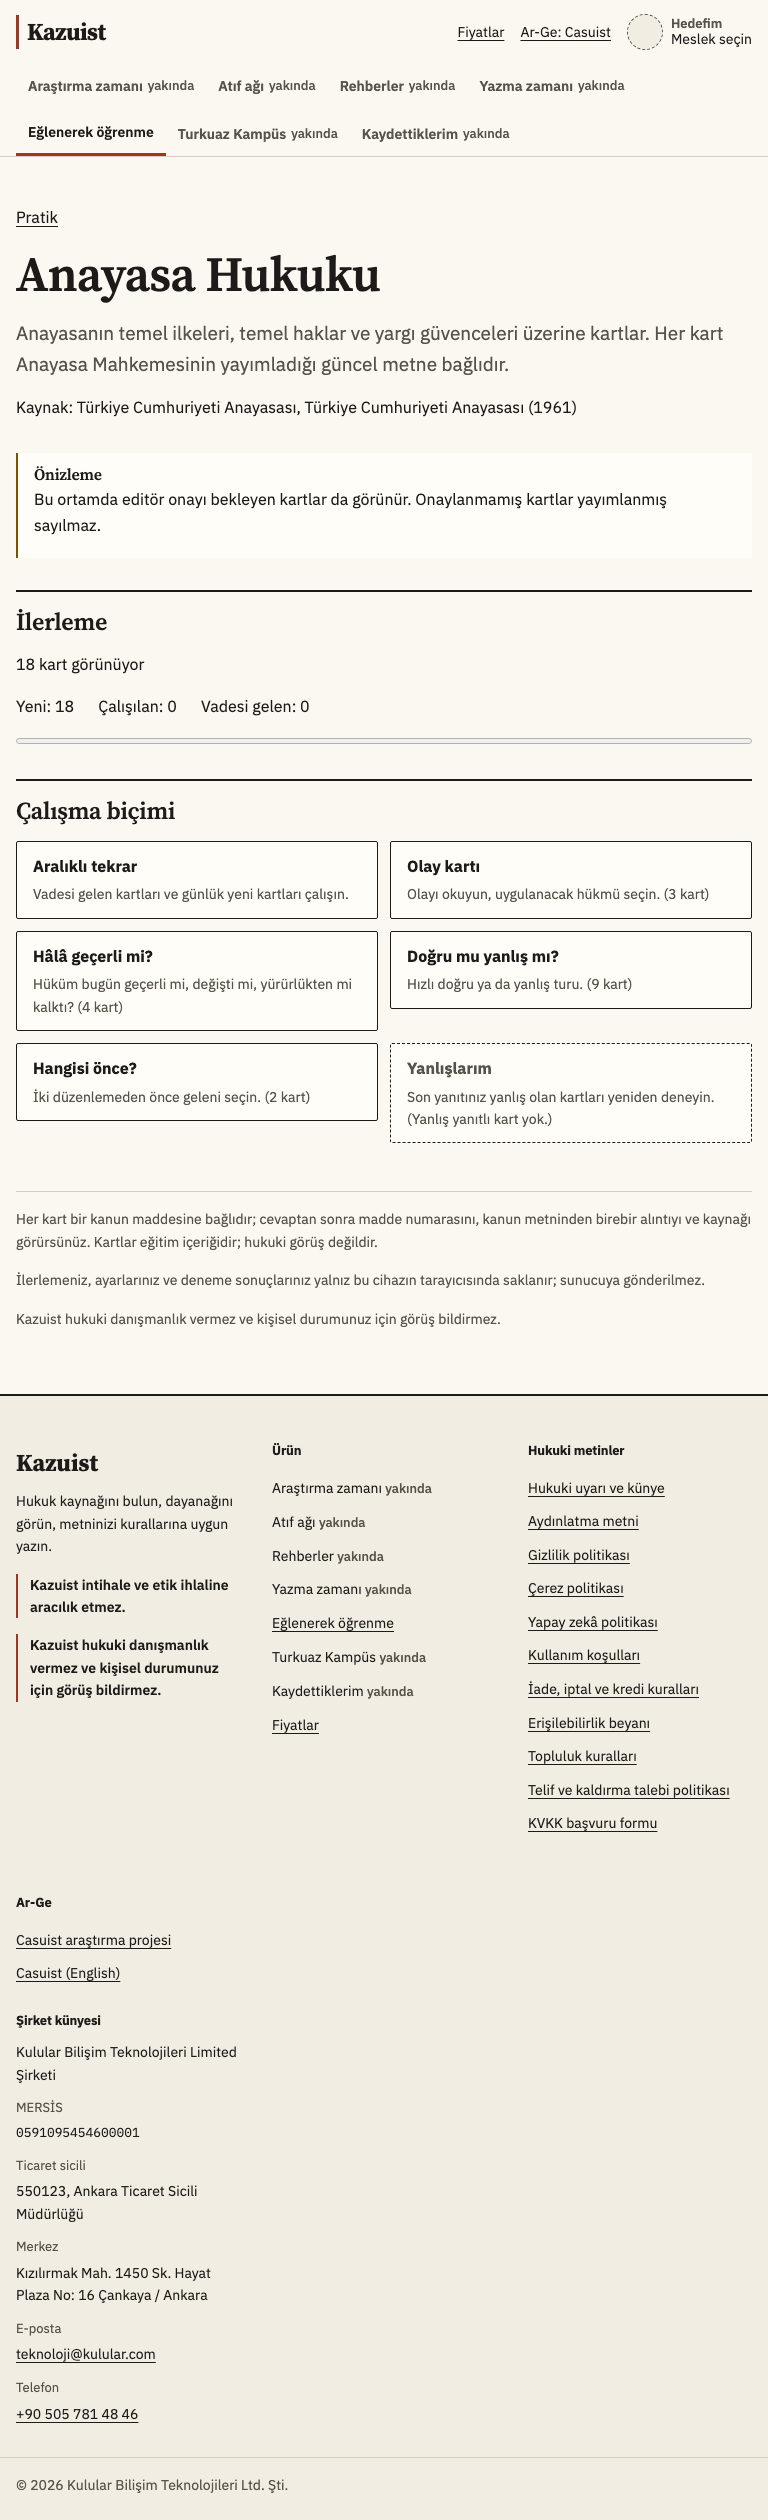 Kazuist
Fiyatlar
Ar-Ge: Casuist
Hedefim
Meslek seçin
Araştırma zamanı yakında
Atıf ağı yakında
Rehberler yakında
Yazma zamanı yakında
Eğlenerek öğrenme
Turkuaz Kampüs yakında
Kaydettiklerim yakında
Pratik
Anayasa Hukuku
Anayasanın temel ilkeleri, temel haklar ve yargı güvenceleri üzerine kartlar. Her kart
Anayasa Mahkemesinin yayımladığı güncel metne bağlıdır.
Kaynak: Türkiye Cumhuriyeti Anayasası, Türkiye Cumhuriyeti Anayasası (1961)
Önizleme
Bu ortamda editör onayı bekleyen kartlar da görünür. Onaylanmamış kartlar yayımlanmış
sayılmaz.
İlerleme
18 kart görünüyor
Yeni: 18
Çalışılan: 0
Vadesi gelen: 0
Çalışma biçimi
Aralıklı tekrar
Vadesi gelen kartları ve günlük yeni kartları çalışın.
Olay kartı
Olayı okuyun, uygulanacak hükmü seçin. (3 kart)
Hâlâ geçerli mi?
Hüküm bugün geçerli mi, değişti mi, yürürlükten mi
kalktı? (4 kart)
Doğru mu yanlış mı?
Hızlı doğru ya da yanlış turu. (9 kart)
Hangisi önce?
İki düzenlemeden önce geleni seçin. (2 kart)
Yanlışlarım
Son yanıtınız yanlış olan kartları yeniden deneyin.
(Yanlış yanıtlı kart yok.)
Her kart bir kanun maddesine bağlıdır; cevaptan sonra madde numarasını, kanun metninden birebir alıntıyı ve kaynağı
görürsünüz. Kartlar eğitim içeriğidir; hukuki görüş değildir.
İlerlemeniz, ayarlarınız ve deneme sonuçlarınız yalnız bu cihazın tarayıcısında saklanır; sunucuya gönderilmez.
Kazuist hukuki danışmanlık vermez ve kişisel durumunuz için görüş bildirmez.
Kazuist
Hukuk kaynağını bulun, dayanağını
görün, metninizi kurallarına uygun
yazın.
Kazuist intihale ve etik ihlaline
aracılık etmez.
Kazuist hukuki danışmanlık
vermez ve kişisel durumunuz
için görüş bildirmez.
Ürün
Araştırma zamanı yakında
Atıf ağı yakında
Rehberler yakında
Yazma zamanı yakında
Eğlenerek öğrenme
Turkuaz Kampüs yakında
Kaydettiklerim yakında
Fiyatlar
Hukuki metinler
Hukuki uyarı ve künye
Aydınlatma metni
Gizlilik politikası
Çerez politikası
Yapay zekâ politikası
Kullanım koşulları
İade, iptal ve kredi kuralları
Erişilebilirlik beyanı
Topluluk kuralları
Telif ve kaldırma talebi politikası
KVKK başvuru formu
Ar-Ge
Casuist araştırma projesi
Casuist (English)
Şirket künyesi
Kulular Bilişim Teknolojileri Limited
Şirketi
MERSİS
0591095454600001
Ticaret sicili
550123, Ankara Ticaret Sicili
Müdürlüğü
Merkez
Kızılırmak Mah. 1450 Sk. Hayat
Plaza No: 16 Çankaya / Ankara
E-posta
teknoloji@kulular.com
Telefon
+90 505 781 48 46
© 2026 Kulular Bilişim Teknolojileri Ltd. Şti.